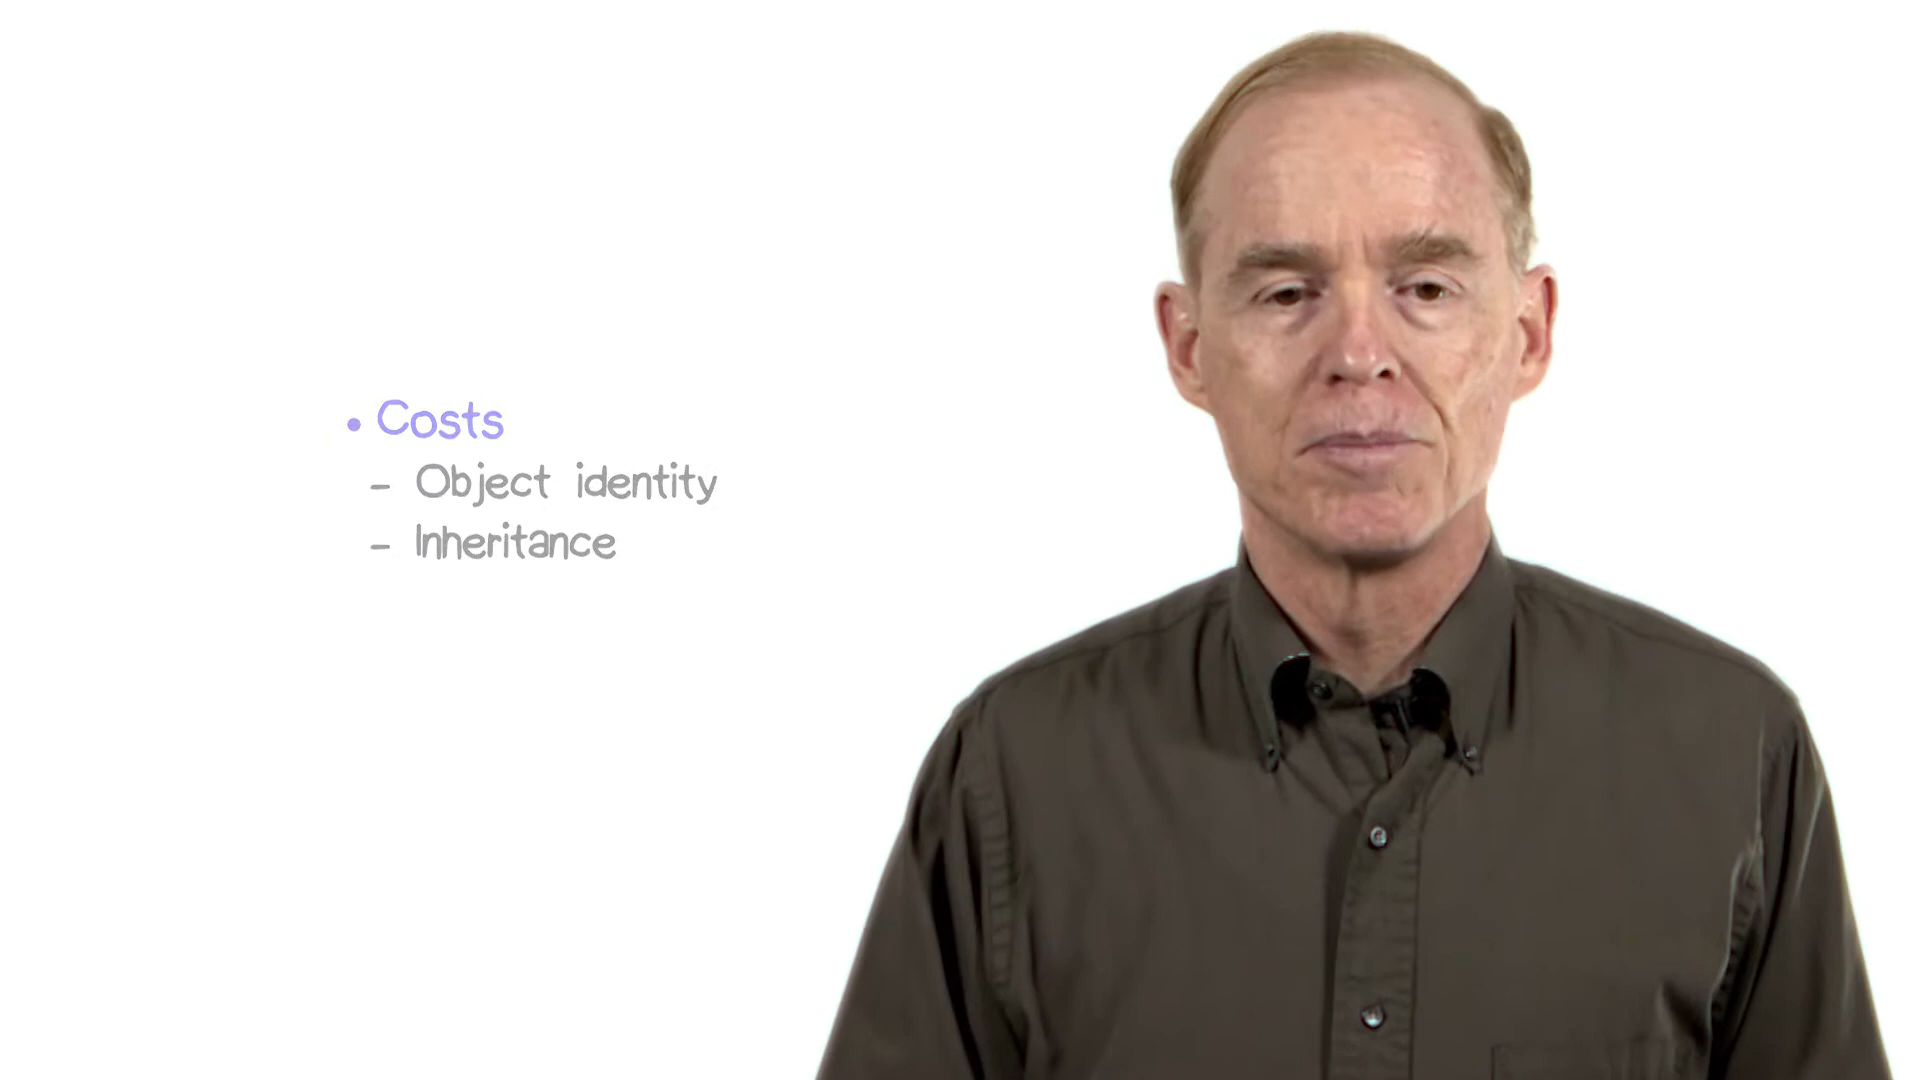 • Costs
– Object identity
– Inheritance